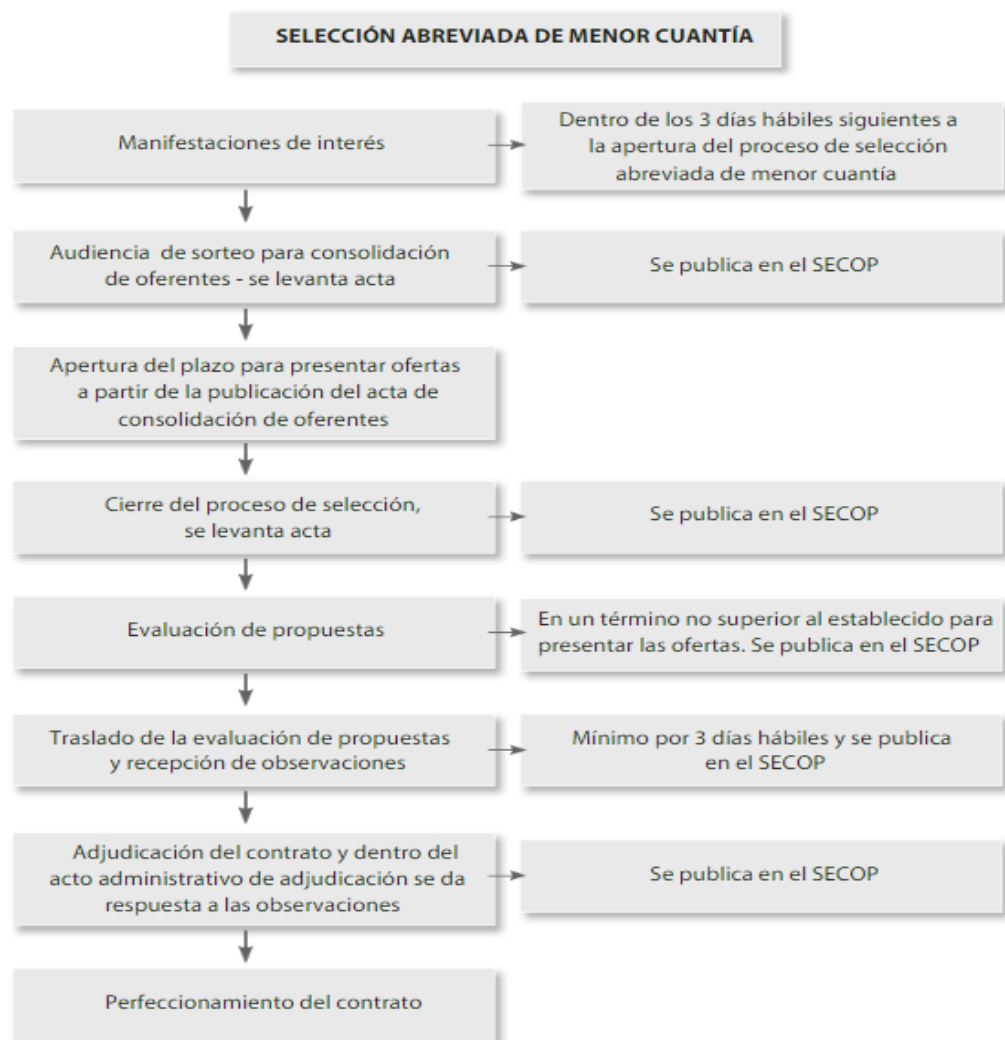 SELECCIÓN ABREVIADA DE MENOR CUANTÍA
Manifestaciones de interés
Dentro de los 3 días hábiles siguientes a
la apertura del proceso de selección
abreviada de menor cuantía
Audiencia de sorteo para consolidación
de oferentes - se levanta acta
Se publica en el SECOP
Apertura del plazo para presentar ofertas
a partir de la publicación del acta de
consolidación de oferentes
Cierre del proceso de selección,
se levanta acta
Se publica en el SECOP
Evaluación de propuestas
En un término no superior al establecido para
presentar las ofertas. Se publica en el SECOP
Traslado de la evaluación de propuestas
y recepción de observaciones
Mínimo por 3 días hábiles y se publica
en el SECOP
Adjudicación del contrato y dentro del
acto administrativo de adjudicación se da
respuesta a las observaciones
Se publica en el SECOP
Perfeccionamiento del contrato